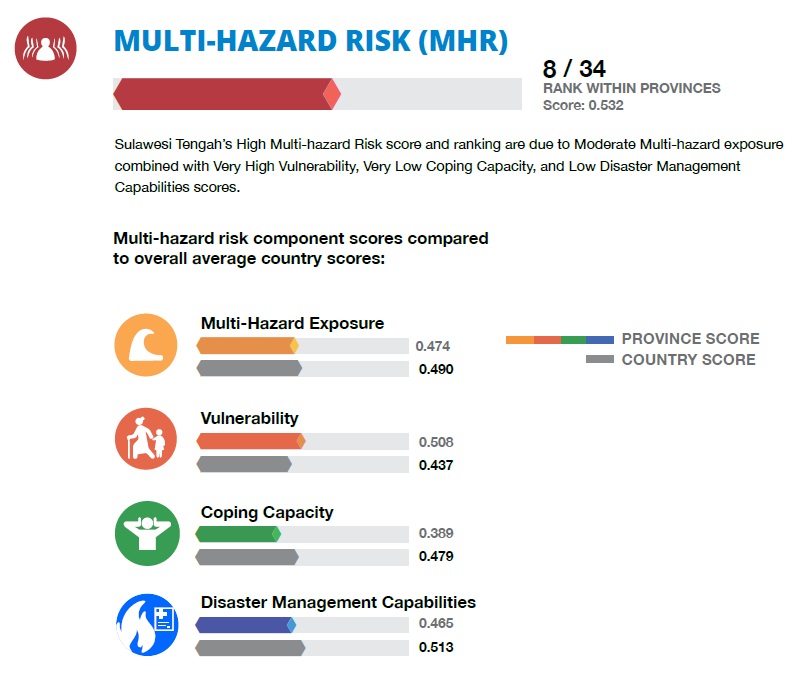 MULTI-HAZARD RISK (MHR)
8 / 34
RANK WITHIN PROVINCES
Score: 0.532
Sulawesi Tengah's High Multi-hazard Risk score and ranking are due to Moderate Multi-hazard exposure
combined with Very High Vulnerability, Very Low Coping Capacity, and Low Disaster Management
Capabilities scores.
Multi-hazard risk component scores compared
to overall average country scores:
Multi-Hazard Exposure
0.474
0.490
PROVINCE SCORE
COUNTRY SCORE
Vulnerability
0.508
0.437
Coping Capacity
0.389
0.479
Disaster Management Capabilities
0.465
0.513